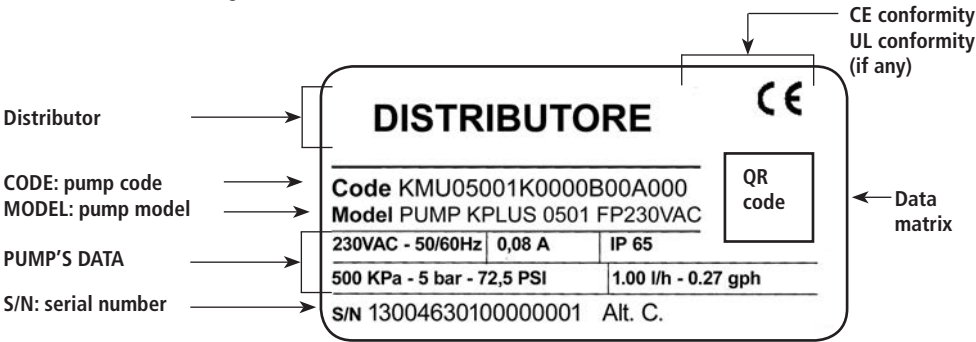 CE conformity
UL conformity
(if any)
Distributor
DISTRIBUTORE
CE
CODE: pump code
MODEL: pump model
Code KMU05001K0000B00A000
Model PUMP KPLUS 0501 FP230VAC
QR
code
Data
matrix
PUMP'S DATA
230VAC - 50/60Hz 0,08 A IP 65
500 KPa - 5 bar - 72,5 PSI 1.00 l/h - 0.27 gph
S/N: serial number
S/N 13004630100000001 Alt. C.